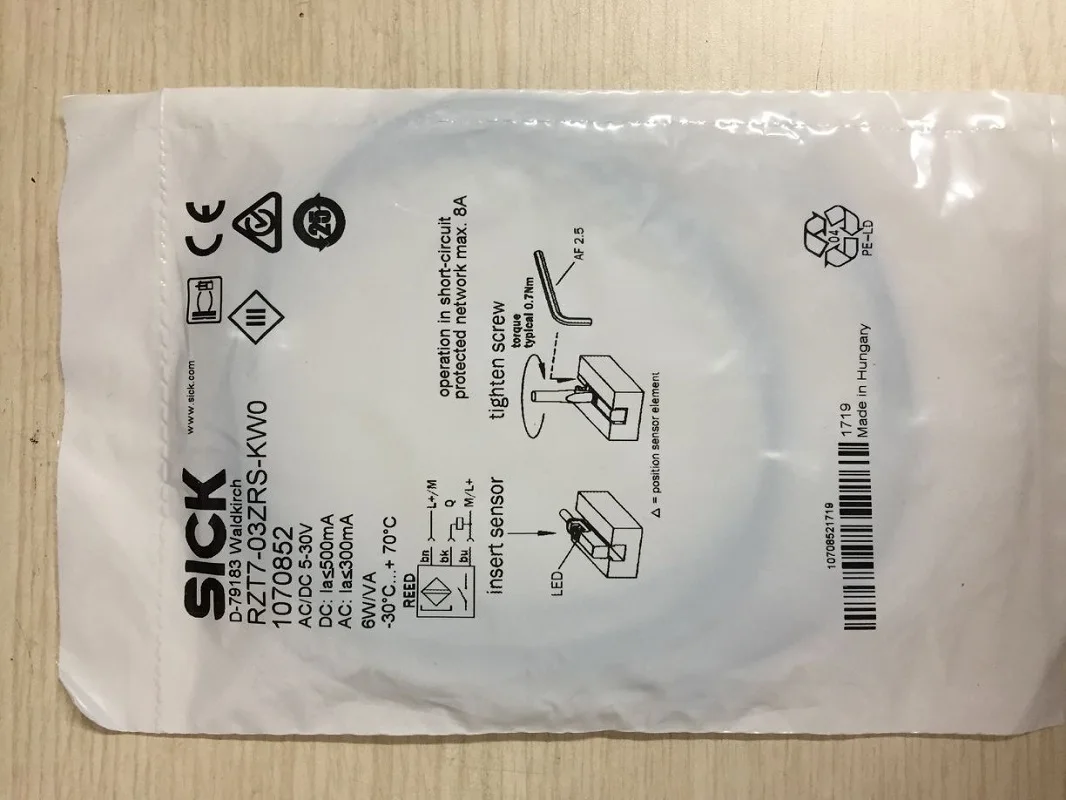 SICK
www.sick.com
D-79183 Waldkirch
RZT7-03ZRS-KW0
1070852
AC/DC 5-30V
DC: Ia≤500mA
AC: Ia≤300mA
6W/VA
-30°C...+ 70°C
REED
bn
L+/M
bk
Q
bu
M/L+
25
operation in short-circuit
protected network max. 8A
insert sensor
LED
tighten screw
torque
typical 0.7Nm
AF 2.5
△ = position sensor element
10708521719
1719
Made in Hungary
04
PE-LD
CE